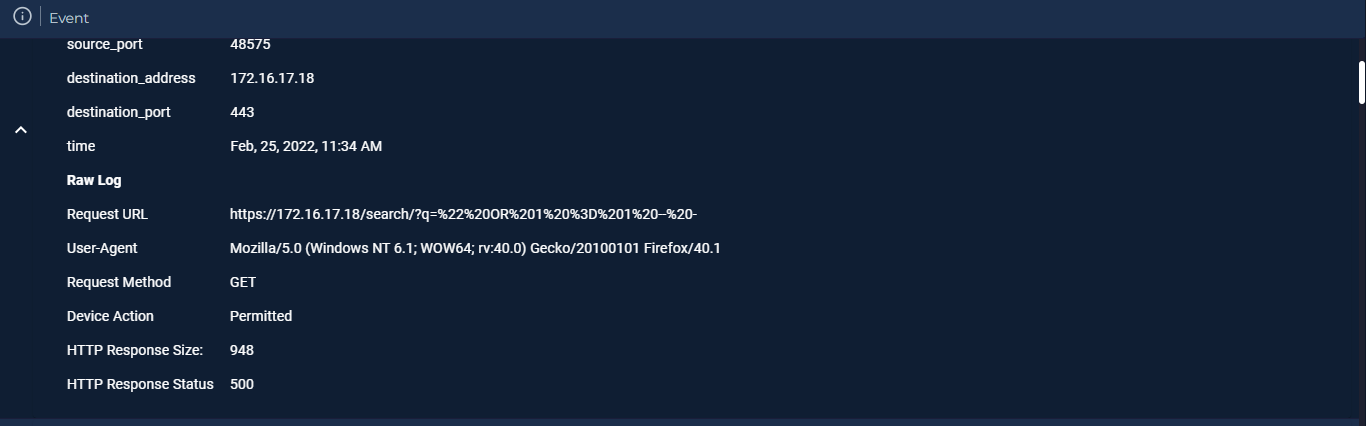 Event
source_port 48575
destination_address 172.16.17.18
destination_port 443
time Feb, 25, 2022, 11:34 AM
Raw Log
Request URL https://172.16.17.18/search/?q=%22%20OR%201%20%3D%201%20--%20-
User-Agent Mozilla/5.0 (Windows NT 6.1; WOW64; rv:40.0) Gecko/20100101 Firefox/40.1
Request Method GET
Device Action Permitted
HTTP Response Size: 948
HTTP Response Status 500